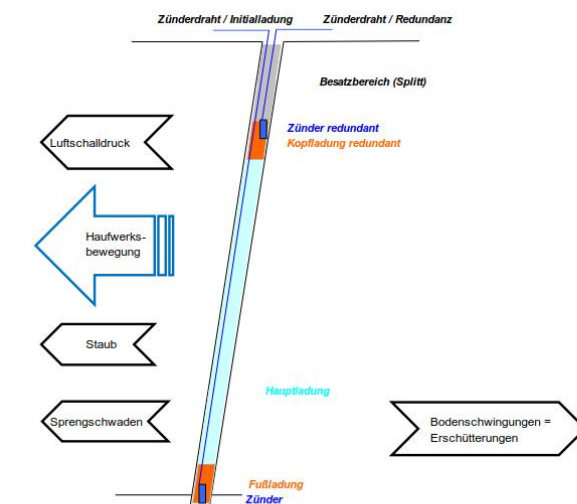 Zünderdraht / Initialladung
Zünderdraht / Redundanz
Besatzbereich (Splitt)
Zünder redundant
Kopfladung redundant
Luftschalldruck
Haufwerks-
bewegung
Staub
Hauptladung
Sprengschwaden
Bodenschwingungen =
Erschütterungen
Fußladung
Zünder